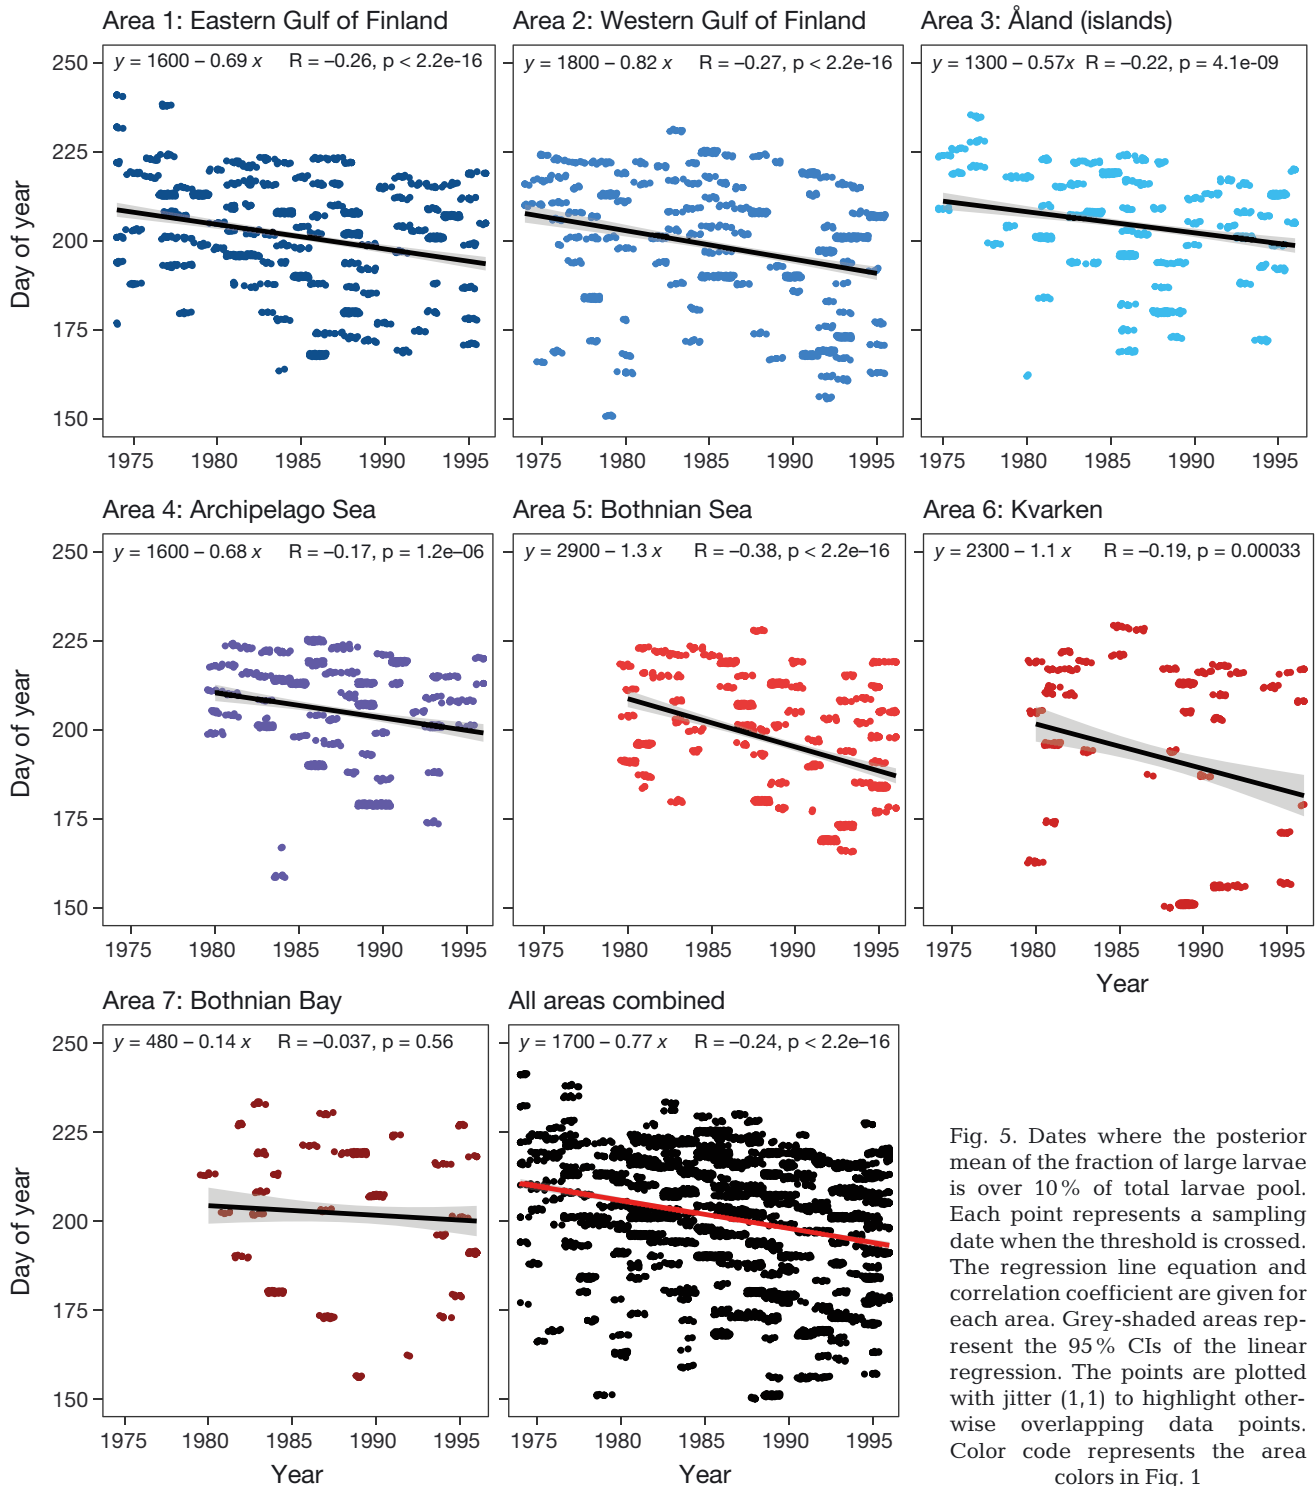 Area 1: Eastern Gulf of Finland
y = 1600 – 0.69 x R = –0.26, p < 2.2e-16
Area 2: Western Gulf of Finland
y = 1800 – 0.82 x R = –0.27, p < 2.2e-16
Area 3: Åland (islands)
y = 1300 – 0.57x R = –0.22, p = 4.1e-09
Day of year
250
225
200
175
150
1975 1980 1985 1990 1995
1975 1980 1985 1990 1995
1975 1980 1985 1990 1995
Area 4: Archipelago Sea
y = 1600 – 0.68 x R = –0.17, p = 1.2e–06
Area 5: Bothnian Sea
y = 2900 – 1.3 x R = –0.38, p < 2.2e–16
Area 6: Kvarken
y = 2300 – 1.1 x R = –0.19, p = 0.00033
Day of year
250
225
200
175
150
1975 1980 1985 1990 1995
1975 1980 1985 1990 1995
1975 1980 1985 1990 1995
Year
Area 7: Bothnian Bay
y = 480 – 0.14 x R = –0.037, p = 0.56
All areas combined
y = 1700 – 0.77 x R = –0.24, p < 2.2e–16
Day of year
250
225
200
175
150
1975 1980 1985 1990 1995
1975 1980 1985 1990 1995
Year
Year
Fig. 5. Dates where the posterior
mean of the fraction of large larvae
is over 10% of total larvae pool.
Each point represents a sampling
date when the threshold is crossed.
The regression line equation and
correlation coefficient are given for
each area. Grey-shaded areas rep-
resent the 95% CIs of the linear
regression. The points are plotted
with jitter (1,1) to highlight other-
wise overlapping data points.
Color code represents the area
colors in Fig. 1